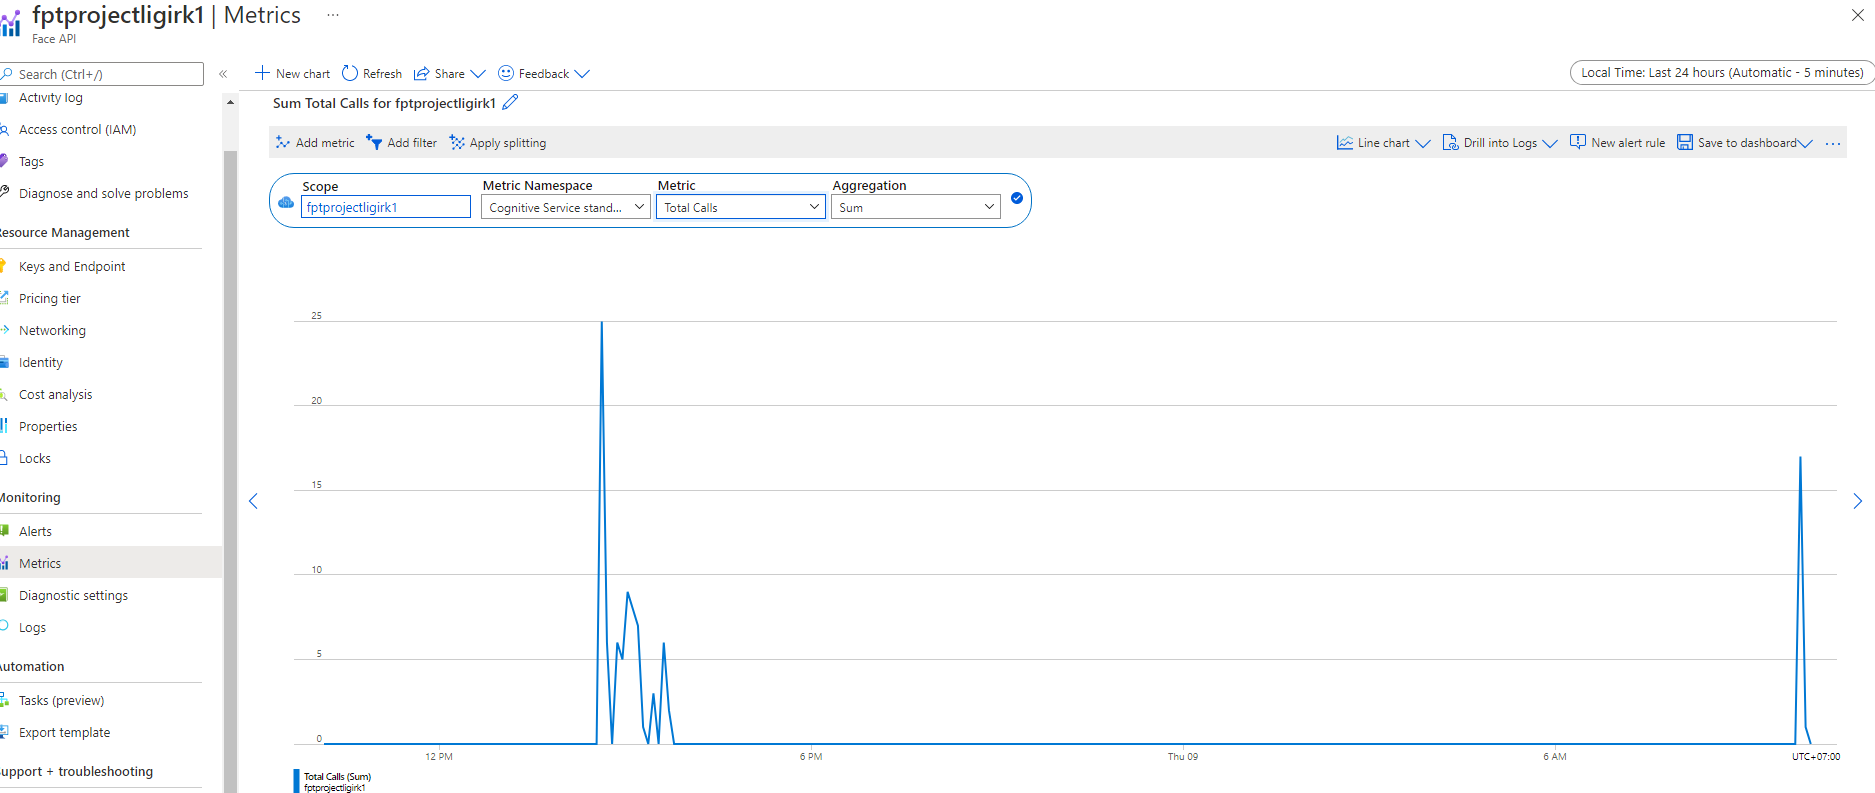 fptprojectligirk1 | Metrics ...
Face API
Search (Ctrl+/)
«
New chart Refresh Share Feedback
Local Time: Last 24 hours (Automatic - 5 minutes)
Activity log
Access control (IAM)
Tags
Diagnose and solve problems
esource Management
Keys and Endpoint
Pricing tier
Networking
Identity
Cost analysis
Properties
Locks
Monitoring
Alerts
Metrics
Diagnostic settings
Logs
utomation
Tasks (preview)
Export template
upport + troubleshooting
Sum Total Calls for fptprojectligirk1
Add metric Add filter Apply splitting
Line chart Drill into Logs New alert rule Save to dashboard ...
Scope Metric Namespace Metric Aggregation
fptprojectligirk1 Cognitive Service stand... Total Calls Sum
25
20
15
10
5
0
12 PM 6 PM Thu 09 6 AM UTC+07:00
Total Calls (Sum)
fptprojectligirk1